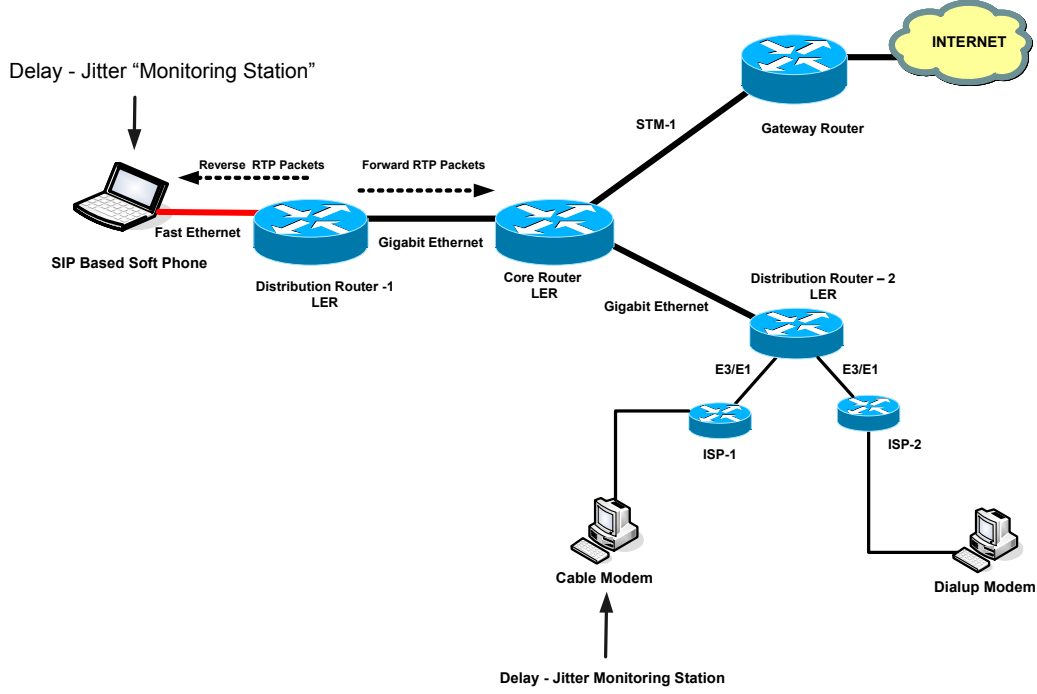 INTERNET
Delay - Jitter “Monitoring Station”
STM-1
Gateway Router
Reverse RTP Packets
Forward RTP Packets
Fast Ethernet
Gigabit Ethernet
SIP Based Soft Phone
Distribution Router -1
LER
Core Router
LER
Distribution Router – 2
LER
Gigabit Ethernet
E3/E1
E3/E1
ISP-1
ISP-2
Cable Modem
Dialup Modem
Delay - Jitter Monitoring Station